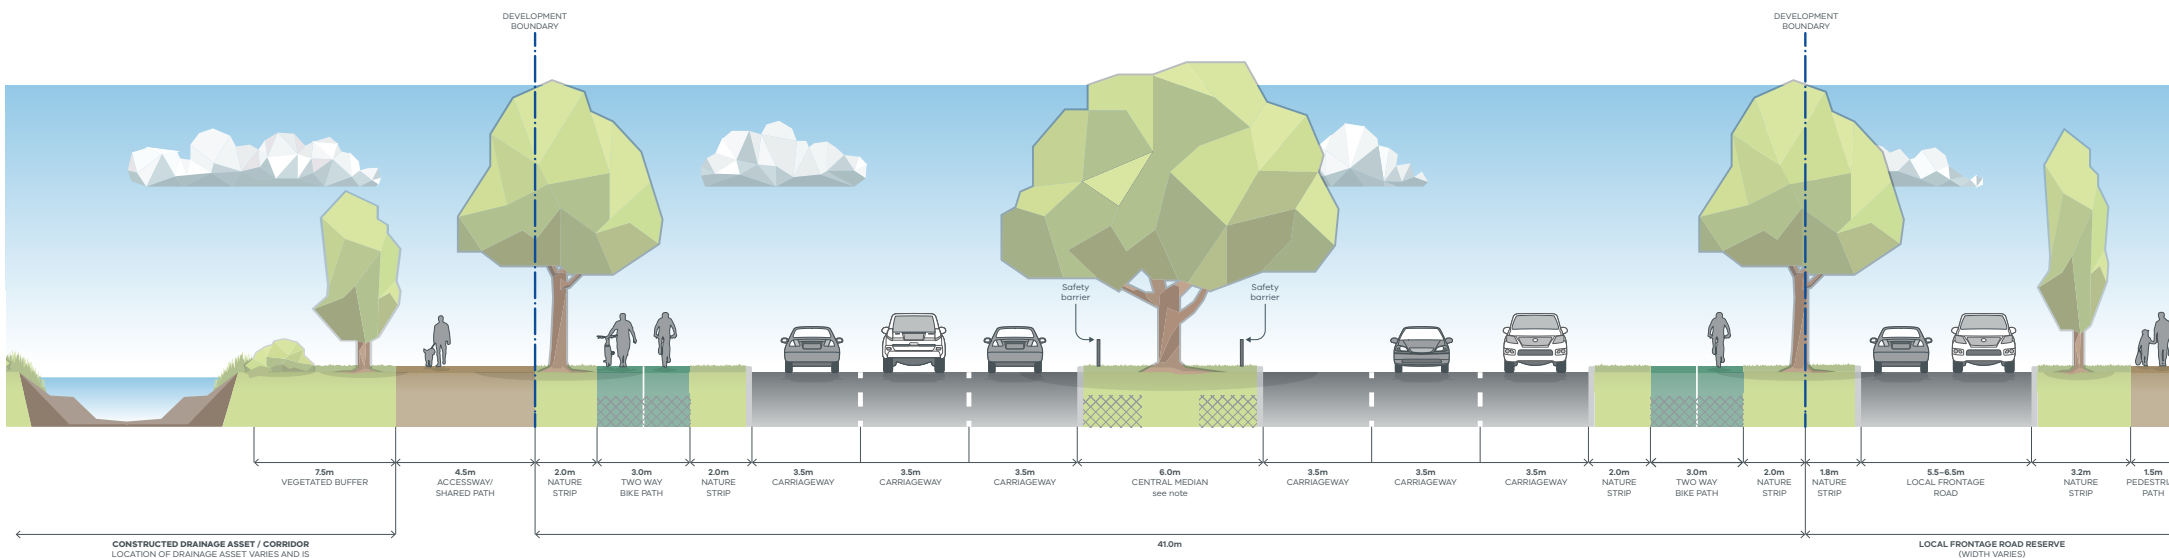 DEVELOPMENT
BOUNDARY
DEVELOPMENT
BOUNDARY
Safety
barrier
Safety
barrier
7.5m
VEGETATED BUFFER
4.5m
ACCESSWAY/
SHARED PATH
2.0m
NATURE
STRIP
3.0m
TWO WAY
BIKE PATH
2.0m
NATURE
STRIP
3.5m
CARRIAGEWAY
3.5m
CARRIAGEWAY
3.5m
CARRIAGEWAY
6.0m
CENTRAL MEDIAN
see note
3.5m
CARRIAGEWAY
3.5m
CARRIAGEWAY
3.5m
CARRIAGEWAY
2.0m
NATURE
STRIP
3.0m
TWO WAY
BIKE PATH
2.0m
NATURE
STRIP
1.8m
NATURE
STRIP
5.5–6.5m
LOCAL FRONTAGE
ROAD
3.2m
NATURE
STRIP
1.5m
PATH
CONSTRUCTED DRAINAGE ASSET / CORRIDOR
LOCATION OF DRAINAGE ASSET VARIES AND IS
41.0m
LOCAL FRONTAGE ROAD RESERVE
(WIDTH VARIES)